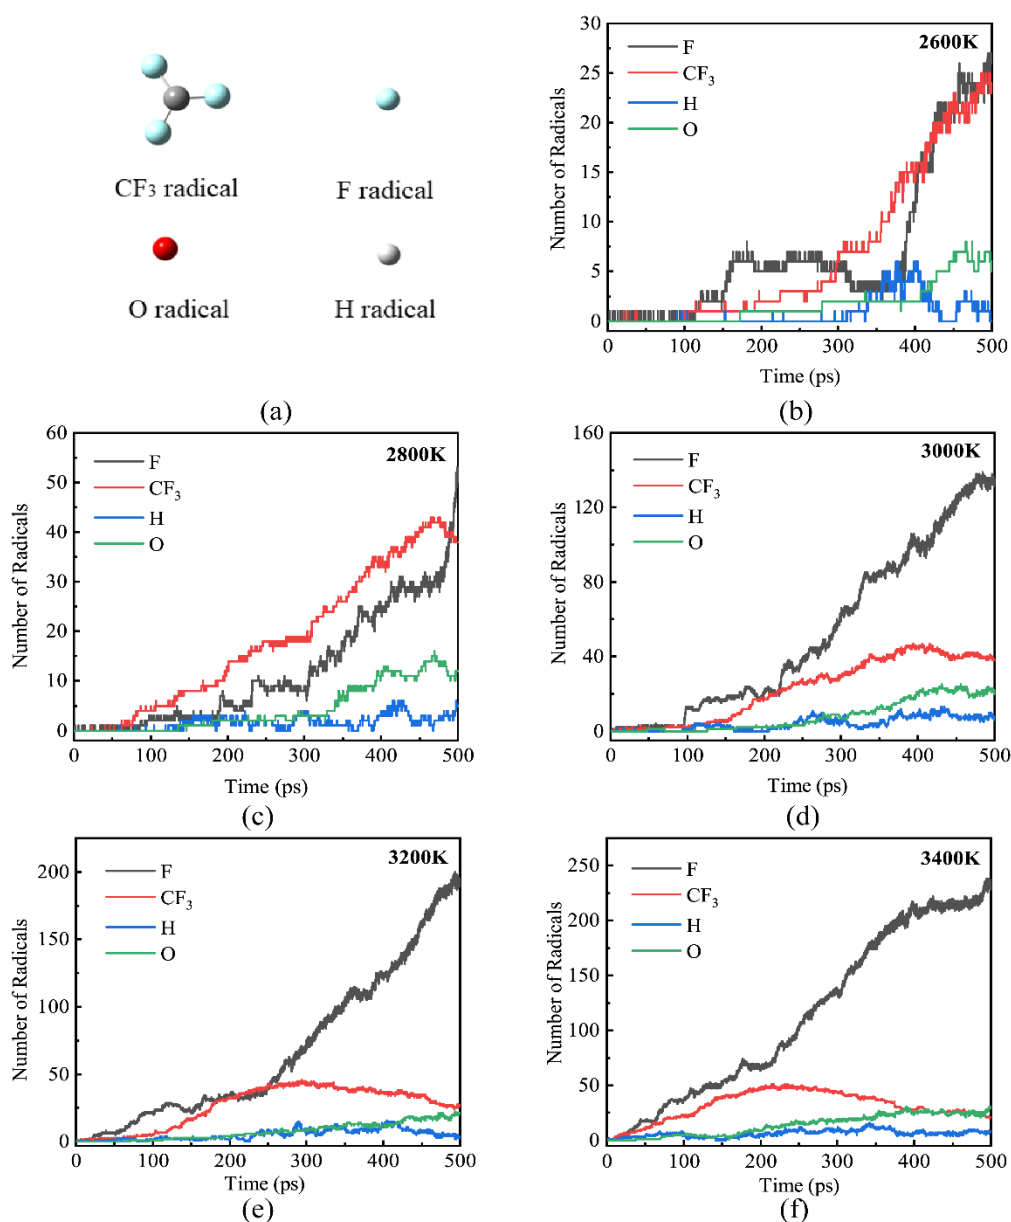 CF3 radical
F radical
O radical
H radical
(a)
30
25
20
15
10
5
0
Number of Radicals
F
CF₃
H
O
2600K
0 100 200 300 400 500
Time (ps)
(b)
60
50
40
30
20
10
0
Number of Radicals
F
CF₃
H
O
2800K
0 100 200 300 400 500
Time (ps)
(c)
160
120
80
40
0
Number of Radicals
F
CF₃
H
O
3000K
0 100 200 300 400 500
Time (ps)
(d)
200
150
100
50
0
Number of Radicals
F
CF₃
H
O
3200K
0 100 200 300 400 500
Time (ps)
(e)
250
200
150
100
50
0
Number of Radicals
F
CF₃
H
O
3400K
0 100 200 300 400 500
Time (ps)
(f)